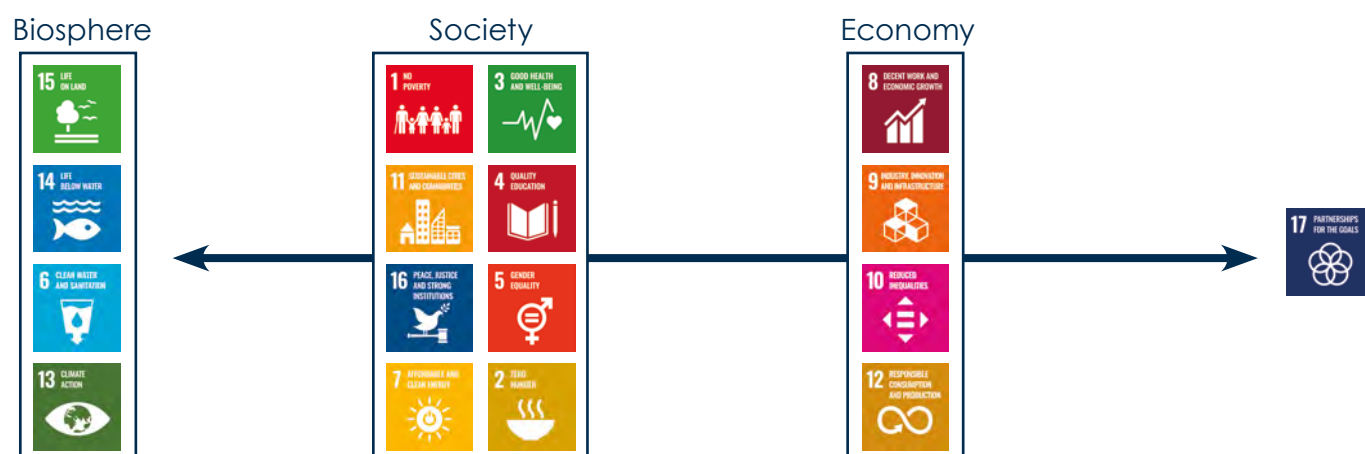 Biosphere
Society
Economy
15 LIFE
ON LAND
14 LIFE
BELOW WATER
6 CLEAN WATER
AND SANITATION
13 CLIMATE
ACTION
1 NO
POVERTY
3 GOOD HEALTH
AND WELL-BEING
11 SUSTAINABLE CITIES
AND COMMUNITIES
4 QUALITY
EDUCATION
16 PEACE, JUSTICE
AND STRONG
INSTITUTIONS
5 GENDER
EQUALITY
7 AFFORDABLE AND
CLEAN ENERGY
2 ZERO
HUNGER
8 DECENT WORK AND
ECONOMIC GROWTH
9 INDUSTRY, INNOVATION
AND INFRASTRUCTURE
10 REDUCED
INEQUALITIES
12 RESPONSIBLE
CONSUMPTION
AND PRODUCTION
17 PARTNERSHIPS
FOR THE GOALS